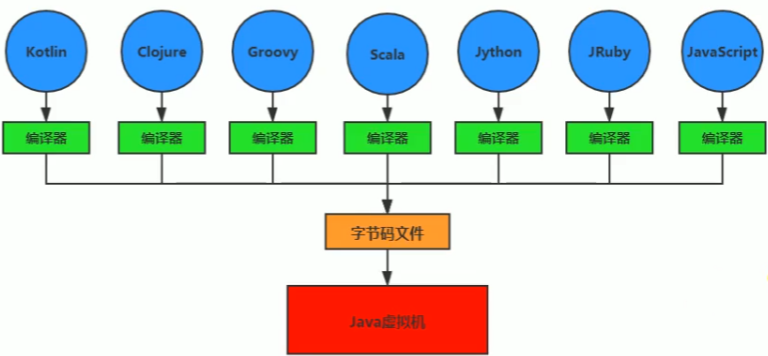 Kotlin
Clojure
Groovy
Scala
Jython
JRuby
JavaScript
编译器
编译器
编译器
编译器
编译器
编译器
编译器
字节码文件
Java虚拟机